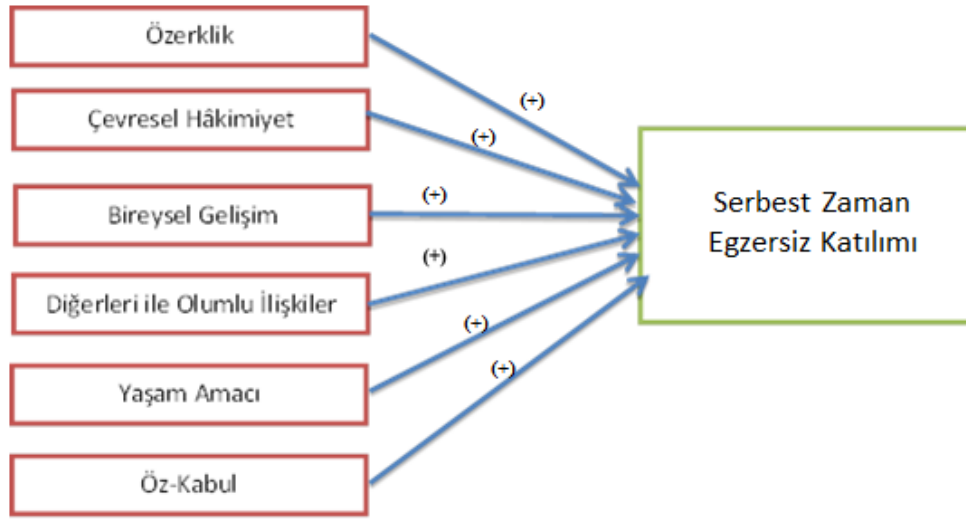 Özerklik
(+)
Çevresel Hâkimiyet
(+)
Bireysel Gelişim
(+)
Diğerleri ile Olumlu İlişkiler
(+)
Yaşam Amacı
(+)
Öz-Kabul
(+)
Serbest Zaman
Egzersiz Katılımı